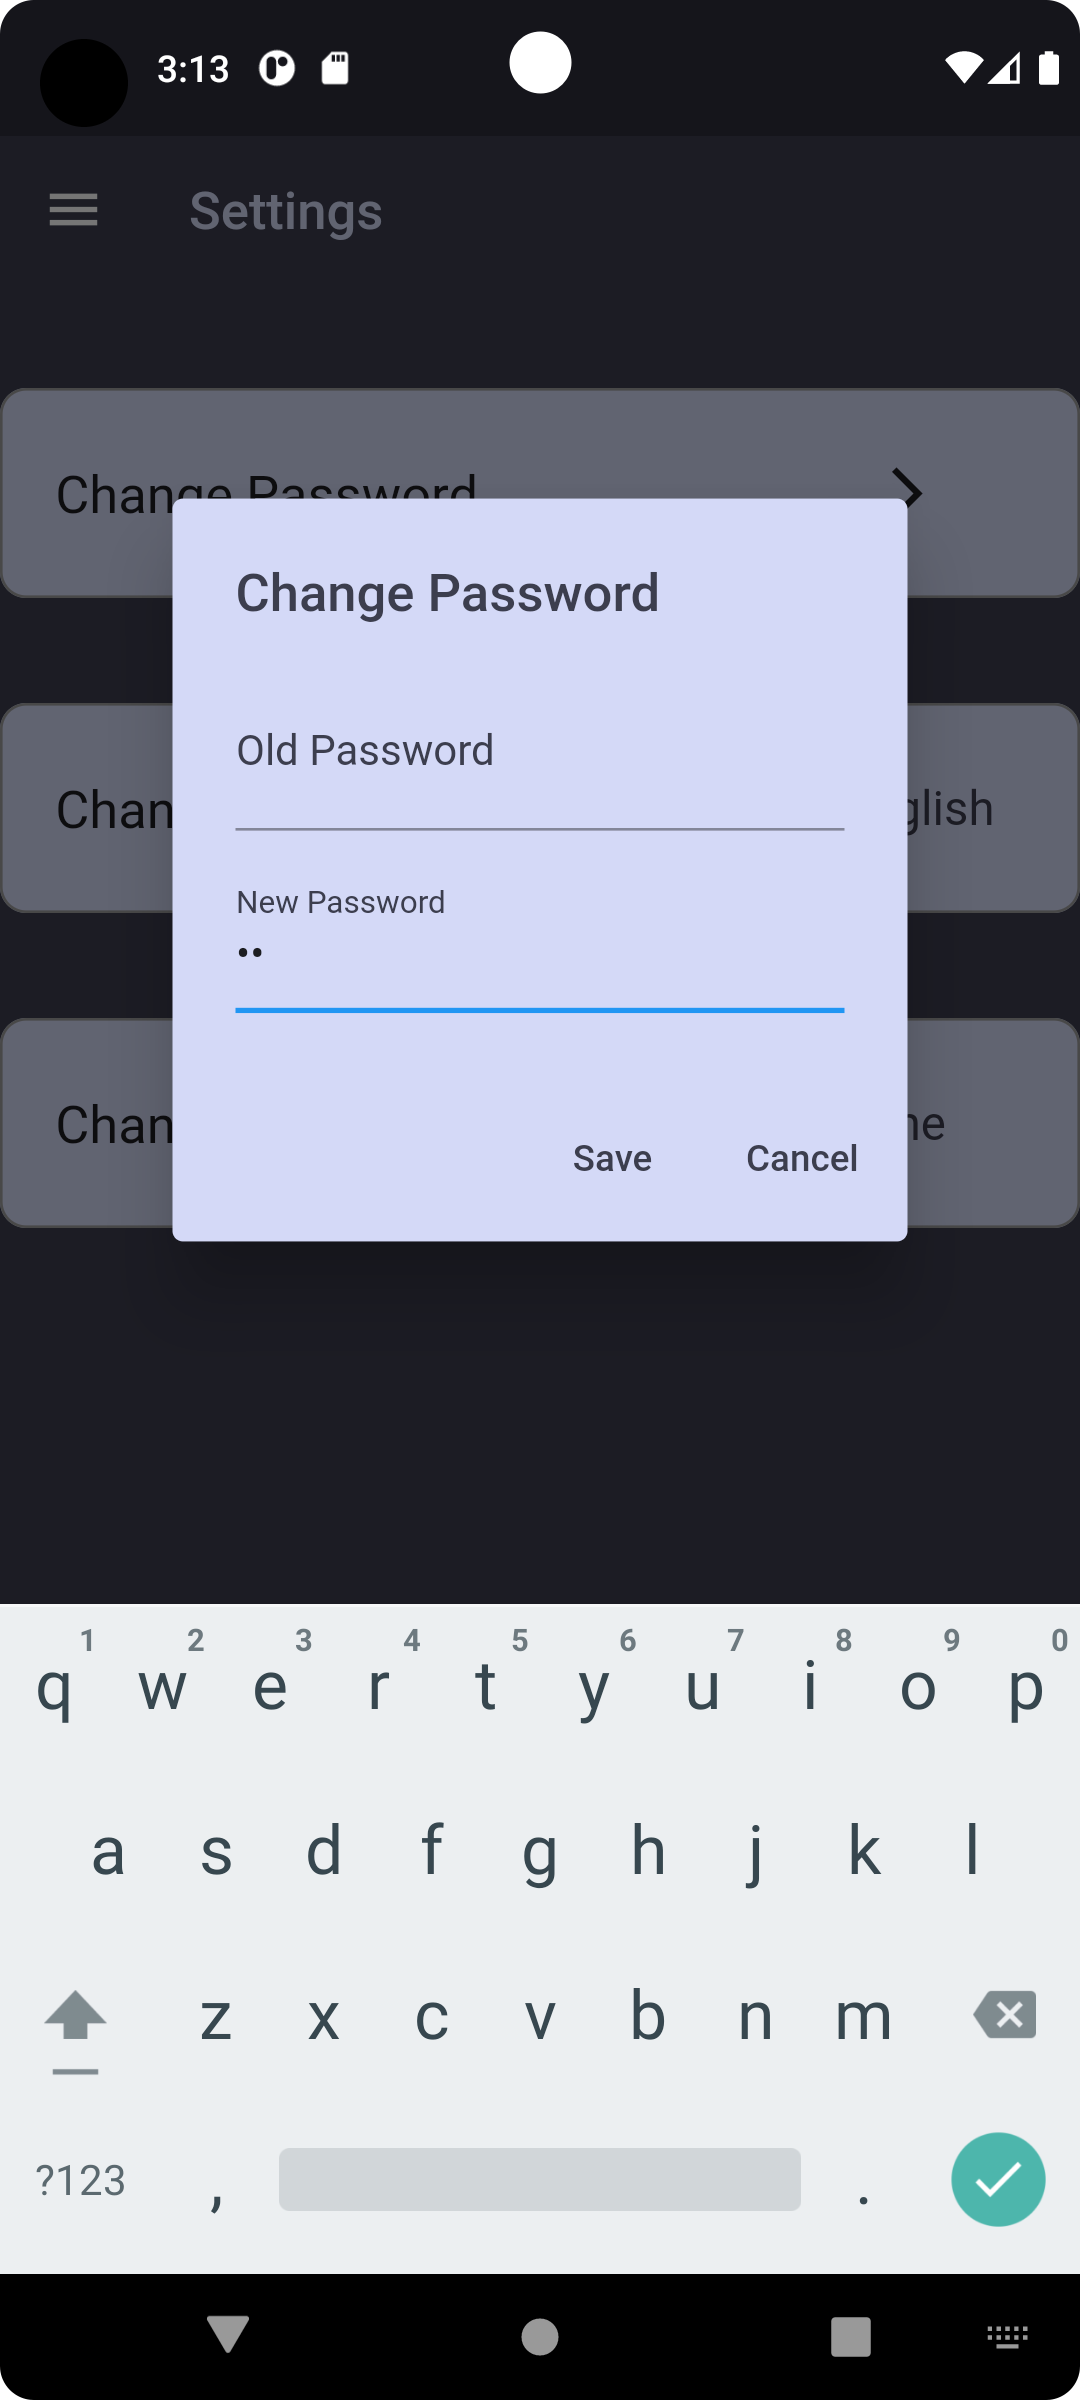 3:13
Settings
Change Password
Change Password
Old Password
Chan
glish
New Password
••
Chan
ne
Save Cancel
1 2 3 4 5 6 7 8 9 0
q w e r t y u i o p
a s d f g h j k l
z x c v b n m
?123 , .